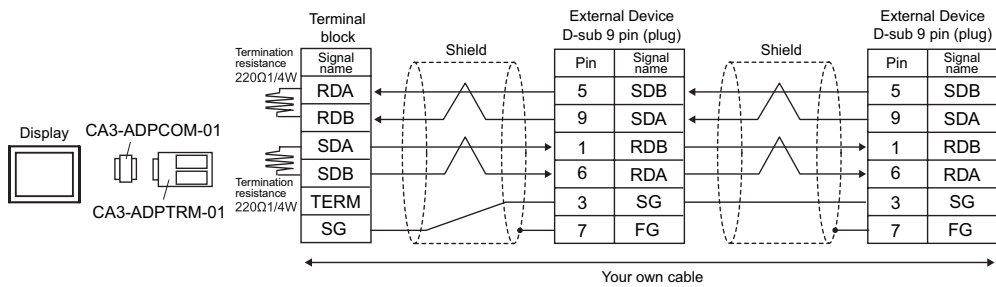 Terminal
block
External Device
D-sub 9 pin (plug)
External Device
D-sub 9 pin (plug)
Termination
resistance
220Ω1/4W
Shield
Shield
Signal
name
Pin
Signal
name
Pin
Signal
name
RDA
5
SDB
5
SDB
RDB
9
SDA
9
SDA
Display
CA3-ADPCOM-01
SDA
1
RDB
1
RDB
SDB
6
RDA
6
RDA
Termination
resistance
220Ω1/4W
CA3-ADPTRM-01
TERM
3
SG
3
SG
SG
7
FG
7
FG
Your own cable